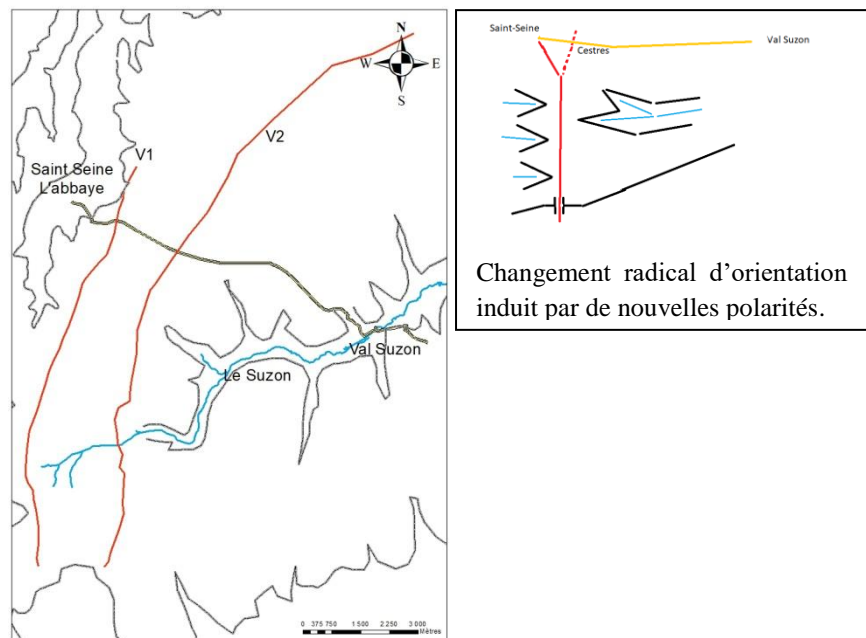 N
W
E
S
V1
V2
Saint Seine
L'abbaye
Val Suzon
Le Suzon
0 375 750 1 500 2 250 3 000
Mètres
Saint-Seine
Val Suzon
Cestres
Changement radical d'orientation
induit par de nouvelles polarités.